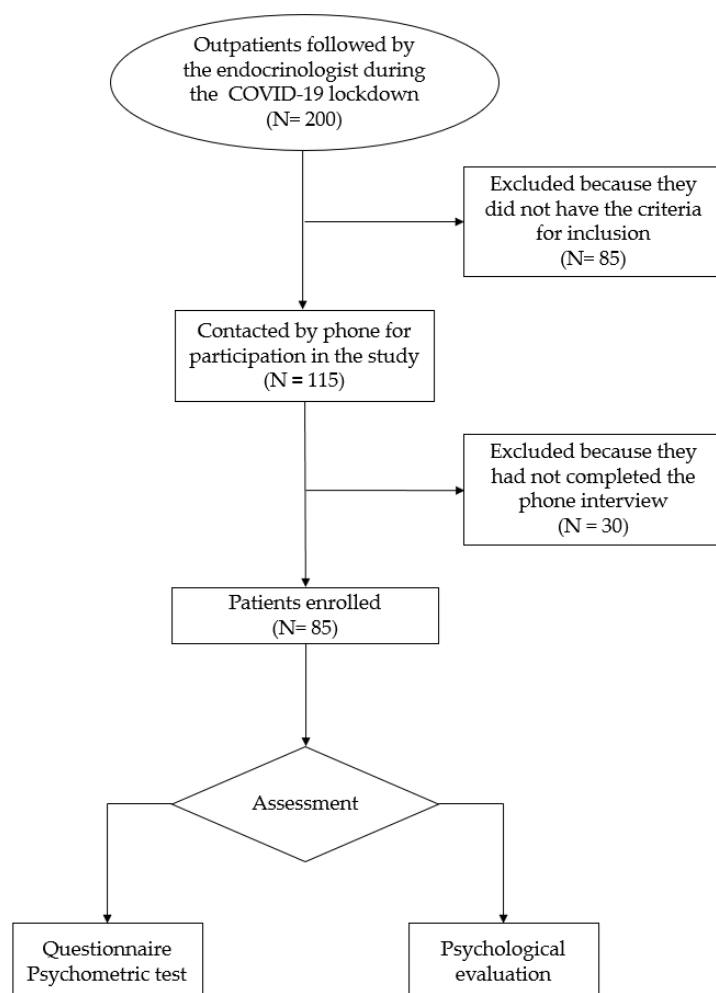 Outpatients followed by
the endocrinologist during
the COVID-19 lockdown
(N= 200)
Excluded because they
did not have the criteria
for inclusion
(N= 85)
Contacted by phone for
participation in the study
(N = 115)
Excluded because they
had not completed the
phone interview
(N = 30)
Patients enrolled
(N= 85)
Assessment
Questionnaire
Psychometric test
Psychological
evaluation